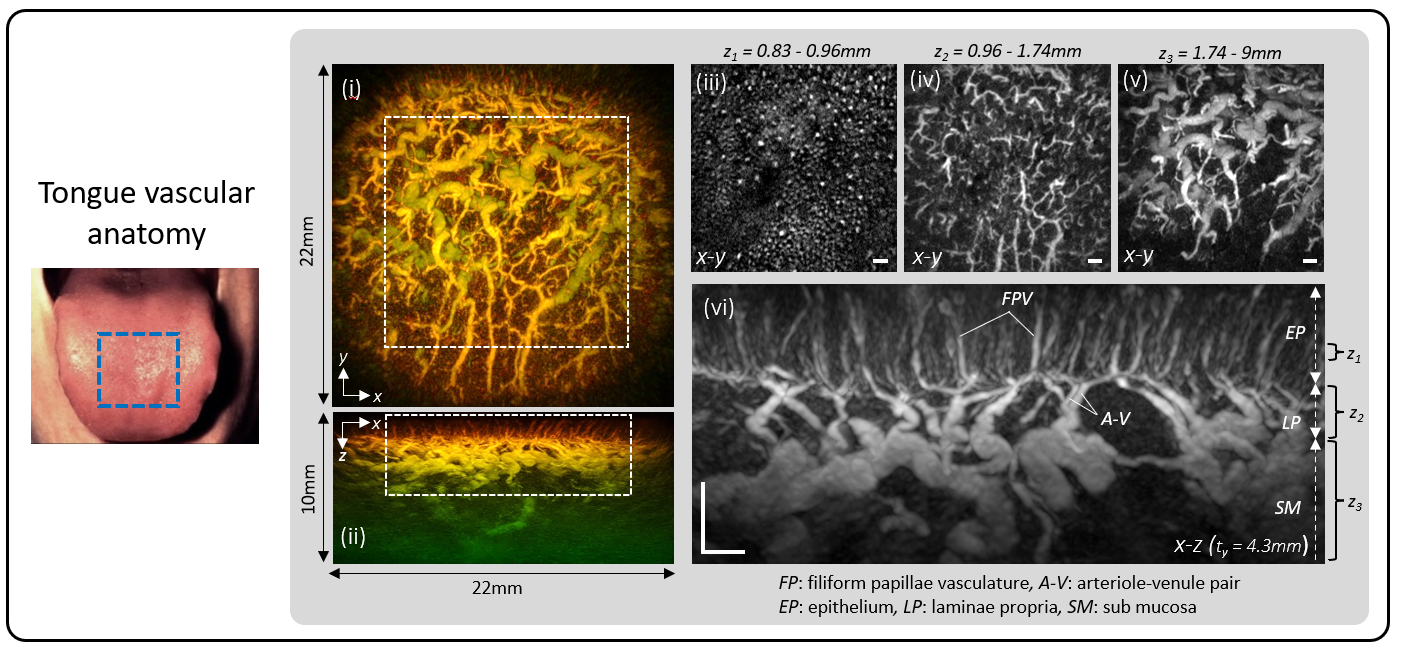 Tongue vascular
anatomy
(i)
22mm
y
x
x
z
10mm
(ii)
22mm
z1 = 0.83 - 0.96mm
(iii)
x-y
z2 = 0.96 - 1.74mm
(iv)
x-y
z3 = 1.74 - 9mm
(v)
x-y
(vi)
FPV
A-V
EP
LP
SM
z1
z2
z3
x-z (ty = 4.3mm)
FP: filiform papillae vasculature, A-V: arteriole-venule pair
EP: epithelium, LP: laminae propria, SM: sub mucosa